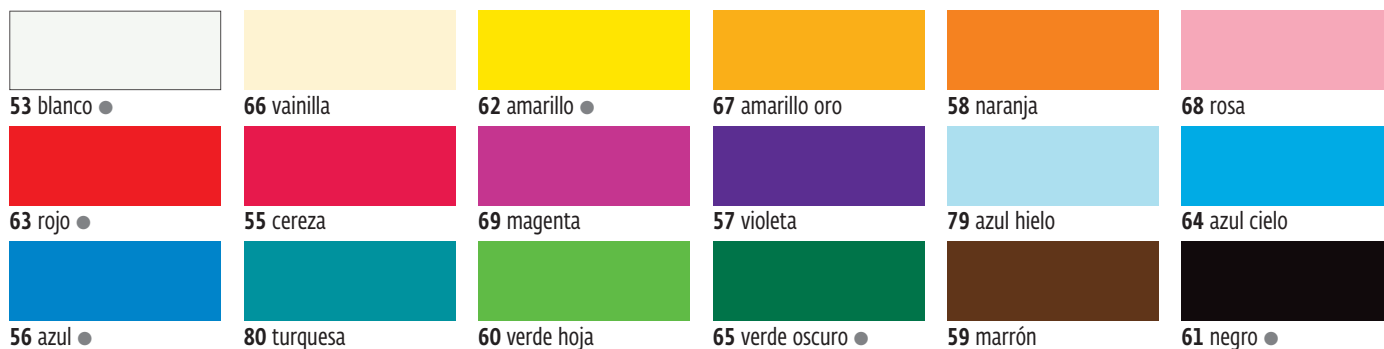 53 blanco ●
66 vainilla
62 amarillo ●
67 amarillo oro
58 naranja
68 rosa
63 rojo ●
55 cereza
69 magenta
57 violeta
79 azul hielo
64 azul cielo
56 azul ●
80 turquesa
60 verde hoja
65 verde oscuro ●
59 marrón
61 negro ●